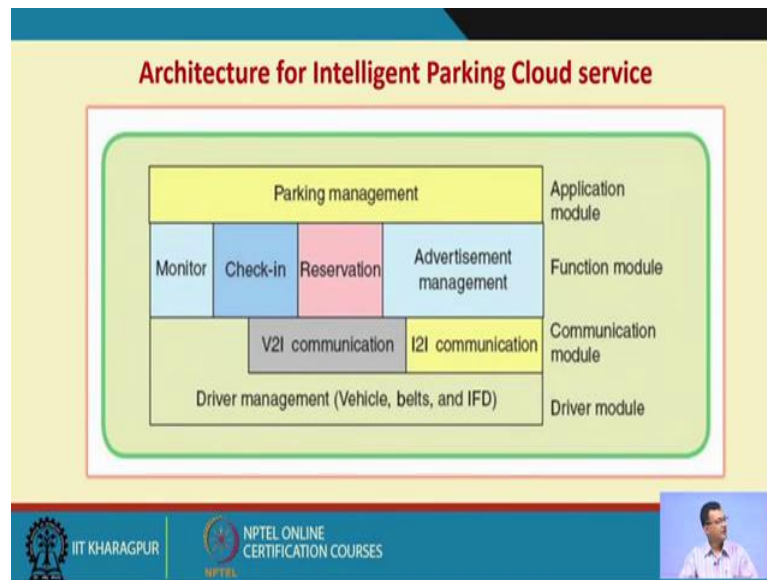 Architecture for Intelligent Parking Cloud service
Parking management
Application
module
Monitor
Check-in
Reservation
Advertisement
management
Function module
V2I communication
I2I communication
Communication
module
Driver management (Vehicle, belts, and IFD)
Driver module
IIT KHARAGPUR
NPTEL
NPTEL ONLINE
CERTIFICATION COURSES